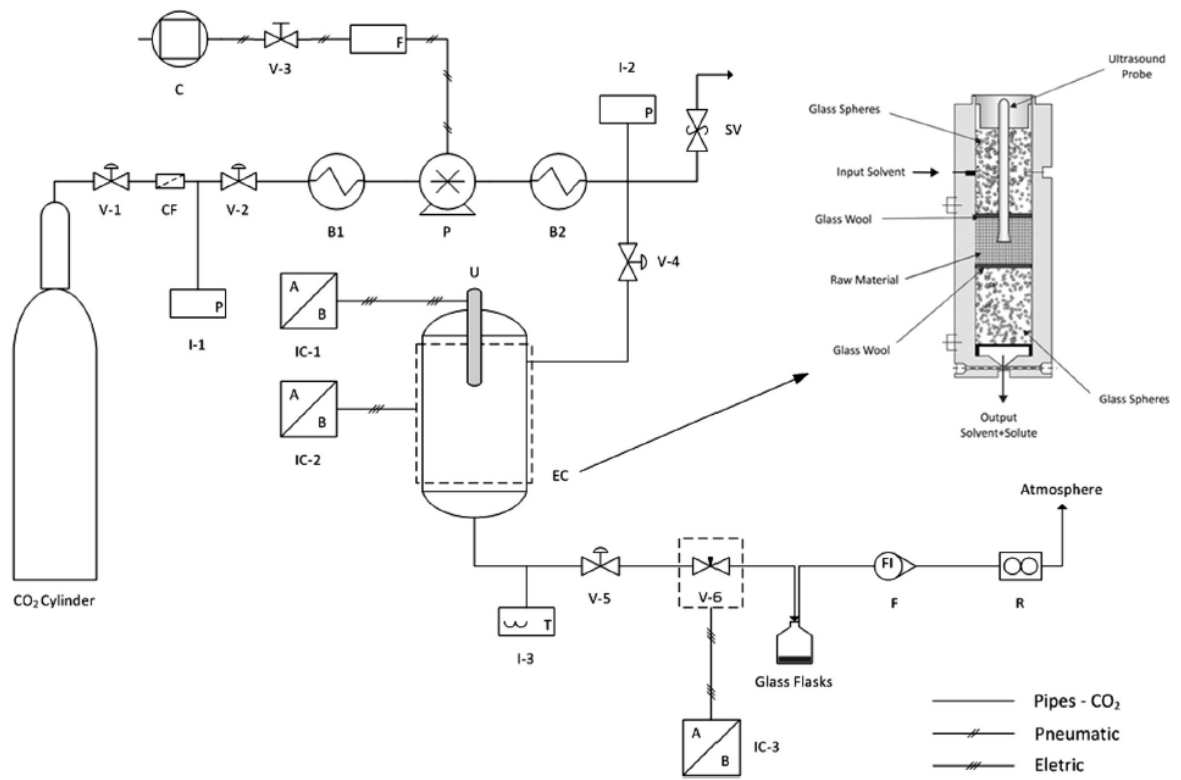 C
V-3
F
I-2
P
SV
V-1
CF
V-2
B1
P
B2
V-4
P
I-1
A
B
IC-1
U
A
B
IC-2
EC
CO2 Cylinder
T
I-3
V-5
V-6
Glass Flasks
FI
F
R
Atmosphere
A
B
IC-3
Ultrasound
Probe
Glass Spheres
Input Solvent
Glass Wool
Raw Material
Glass Wool
Glass Spheres
Output
Solvent+Solute
Pipes - CO2
Pneumatic
Eletric